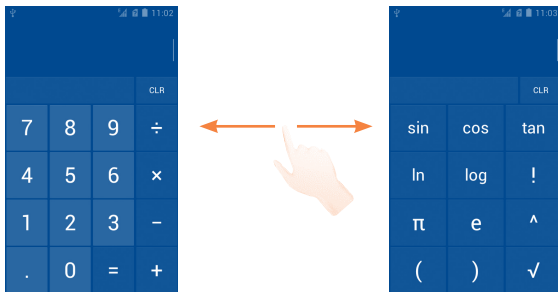 11:02
CLR
7 8 9 ÷
4 5 6 ×
1 2 3 −
. 0 = +
11:03
CLR
sin cos tan
ln log !
π e ^
( ) √